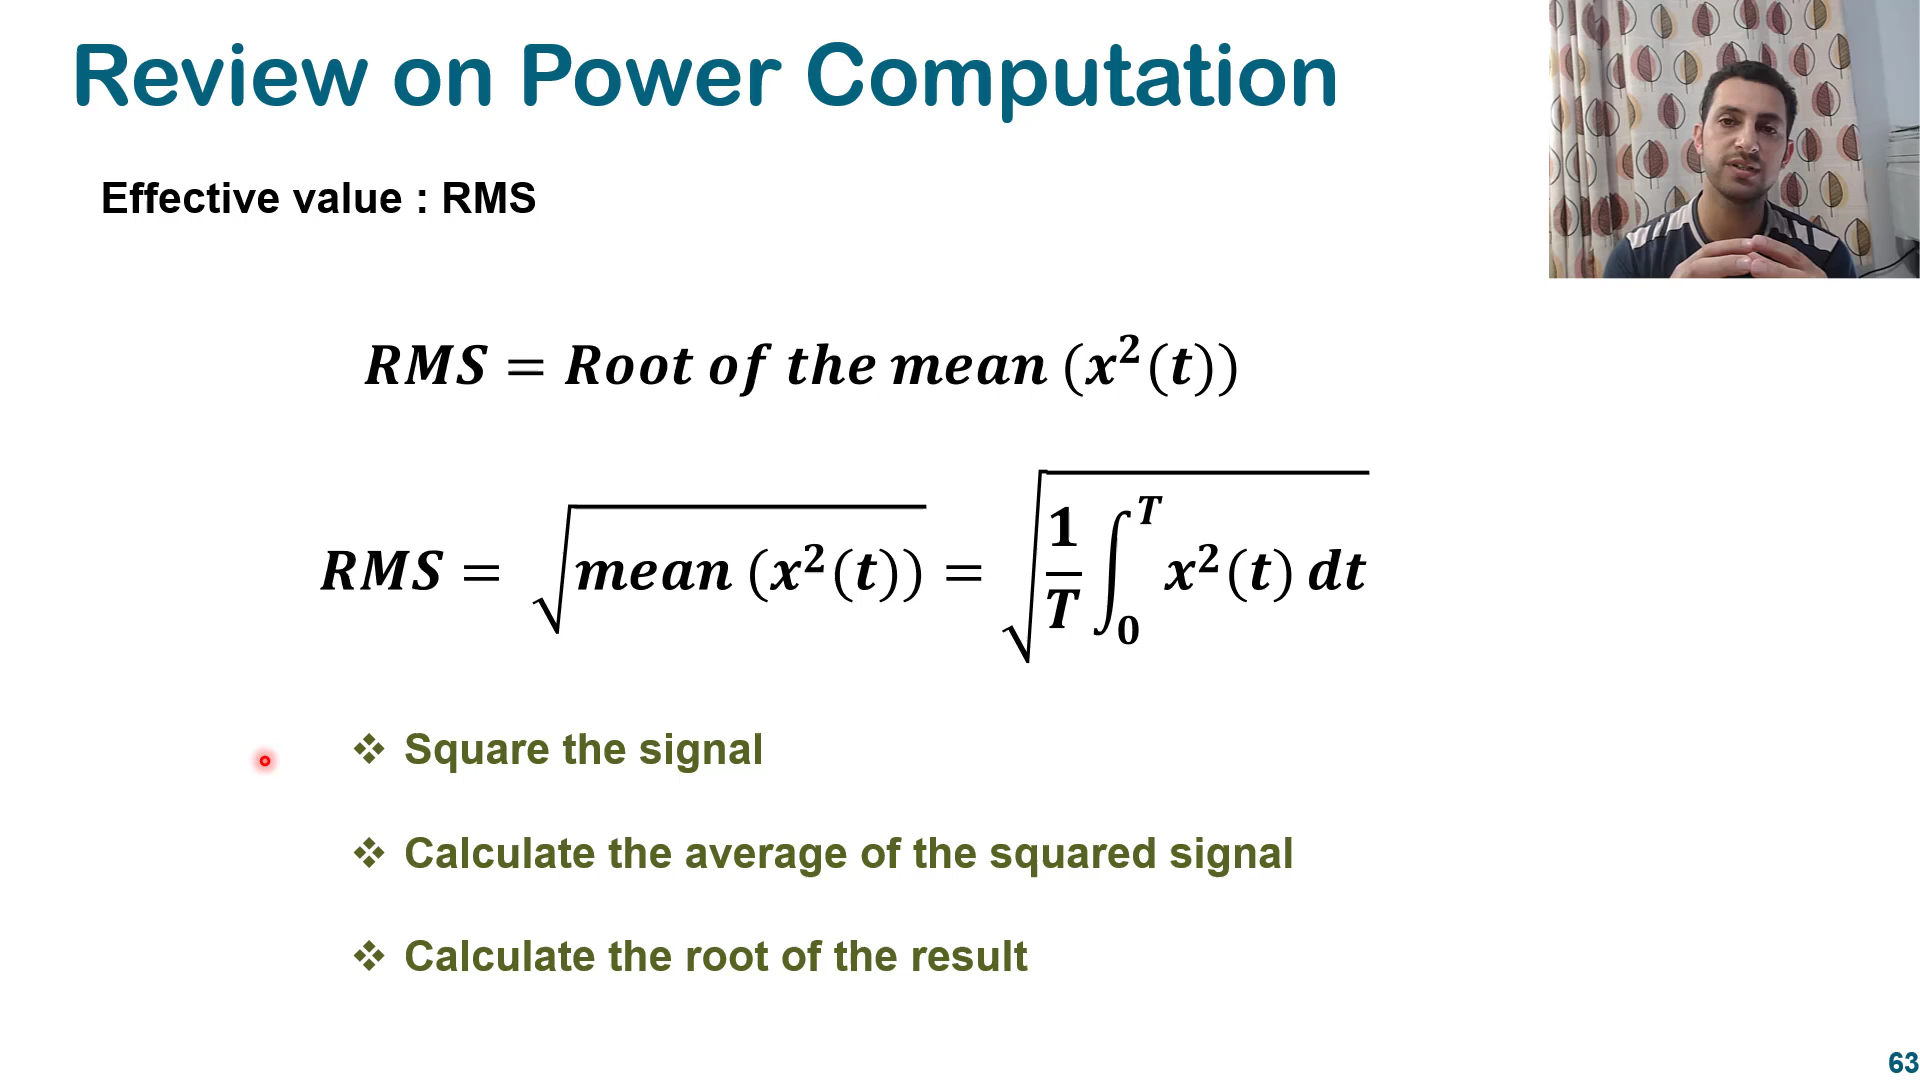 Review on Power Computation
Effective value : RMS
RMS = Root of the mean (x²(t))
RMS = √(mean (x²(t))) = √(1/T ∫₀ᵀ x²(t) dt)
❖ Square the signal
❖ Calculate the average of the squared signal
❖ Calculate the root of the result
63